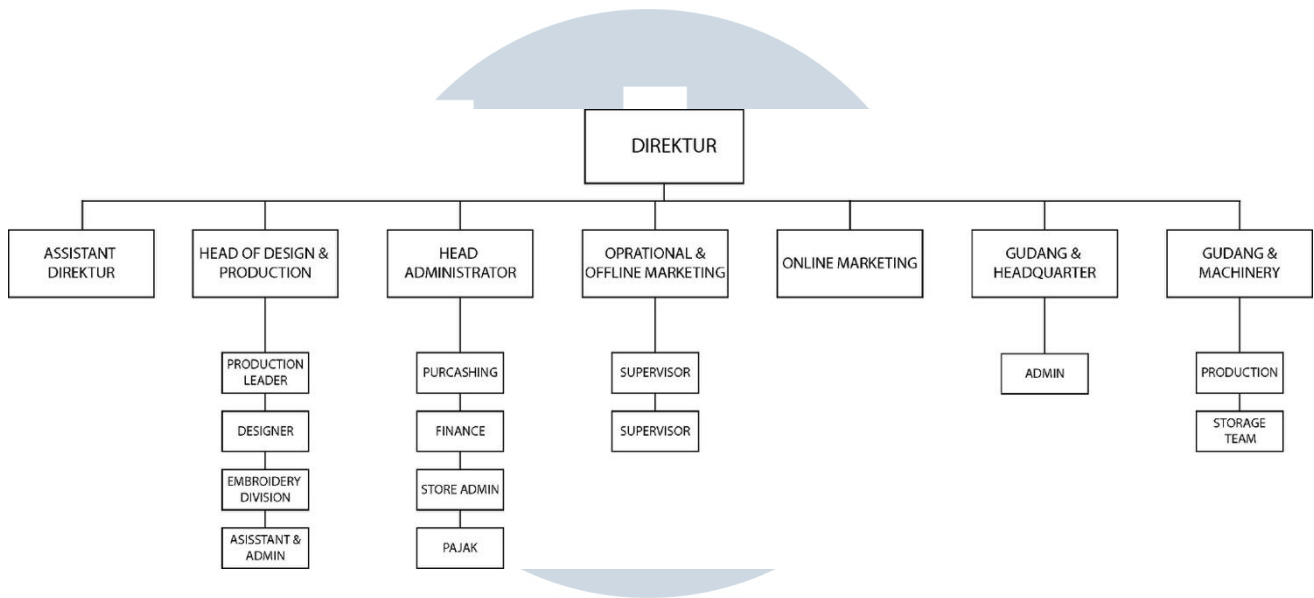 DIREKTUR
ASSISTANT
DIREKTUR
HEAD OF DESIGN &
PRODUCTION
HEAD
ADMINISTRATOR
OPRATIONAL &
OFFLINE MARKETING
ONLINE MARKETING
GUDANG &
HEADQUARTER
GUDANG &
MACHINERY
PRODUCTION
LEADER
DESIGNER
EMBROIDERY
DIVISION
ASISSTANT &
ADMIN
PURCASHING
FINANCE
STORE ADMIN
PAJAK
SUPERVISOR
SUPERVISOR
ADMIN
PRODUCTION
STORAGE
TEAM